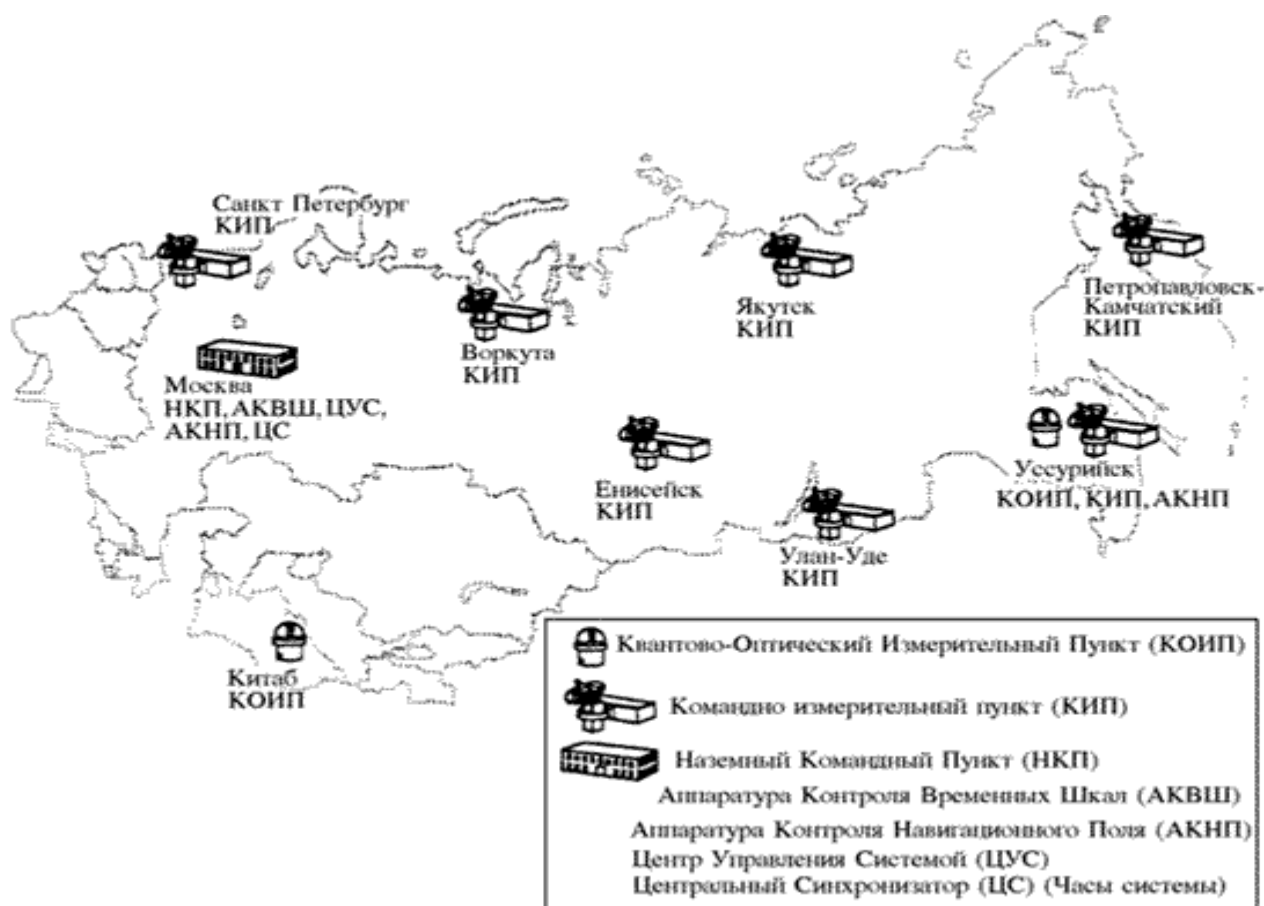 Санкт Петербург
КИП
Якутск
КИП
Петропавловск-
Камчатский
КИП
Воркута
КИП
Москва
НКП, АКВШ, ЦУС,
АКНП, ЦС
Енисейск
КИП
Уссурийск
КОИП, КИП, АКНП
Улан-Уде
КИП
Китаб
КОИП
Квантово-Оптический Измерительный Пункт (КОИП)
Командно измерительный пункт (КИП)
Наземный Командный Пункт (НКП)
Аппаратура Контроля Временных Шкал (АКВШ)
Аппаратура Контроля Навигационного Поля (АКНП)
Центр Управления Системой (ЦУС)
Центральный Синхронизатор (ЦС) (Часы системы)